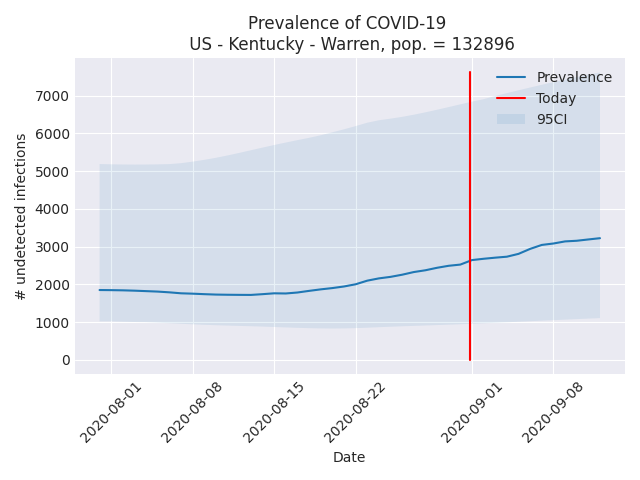 Prevalence of COVID-19
US - Kentucky - Warren, pop. = 132896
Prevalence
Today
95CI
7000
6000
5000
4000
3000
2000
1000
0
# undetected infections
2020-08-01
2020-08-08
2020-08-15
2020-08-22
2020-09-01
2020-09-08
Date